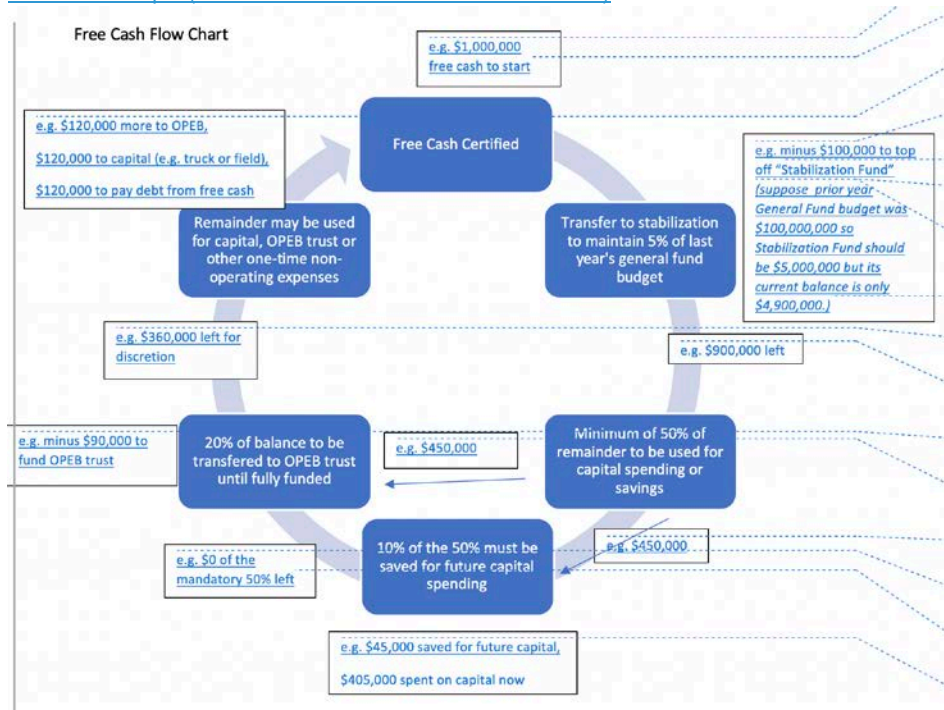 Free Cash Flow Chart
e.g. $1,000,000
free cash to start
Free Cash Certified
e.g. minus $100,000 to top
off “Stabilization Fund”
(suppose prior year
General Fund budget was
$100,000,000 so
Stabilization Fund should
be $5,000,000 but its
current balance is only
$4,900,000.)
Transfer to stabilization
to maintain 5% of last
year's general fund
budget
e.g. $900,000 left
Minimum of 50% of
remainder to be used for
capital spending or
savings
e.g. $450,000
e.g. $450,000
10% of the 50% must be
saved for future capital
spending
e.g. $45,000 saved for future capital,
$405,000 spent on capital now
e.g. $0 of the
mandatory 50% left
20% of balance to be
transfered to OPEB trust
until fully funded
e.g. minus $90,000 to
fund OPEB trust
e.g. $360,000 left for
discretion
Remainder may be used
for capital, OPEB trust or
other one-time non-
operating expenses
e.g. $120,000 more to OPEB,
$120,000 to capital (e.g. truck or field),
$120,000 to pay debt from free cash